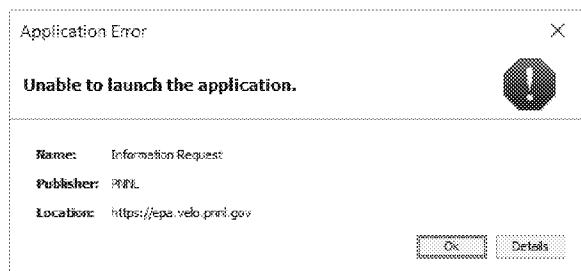 Application Error
Unable to launch the application.
Name: Information Request
Publisher: PNNL
Location: https://epa.velo.pnnl.gov
Ok Details